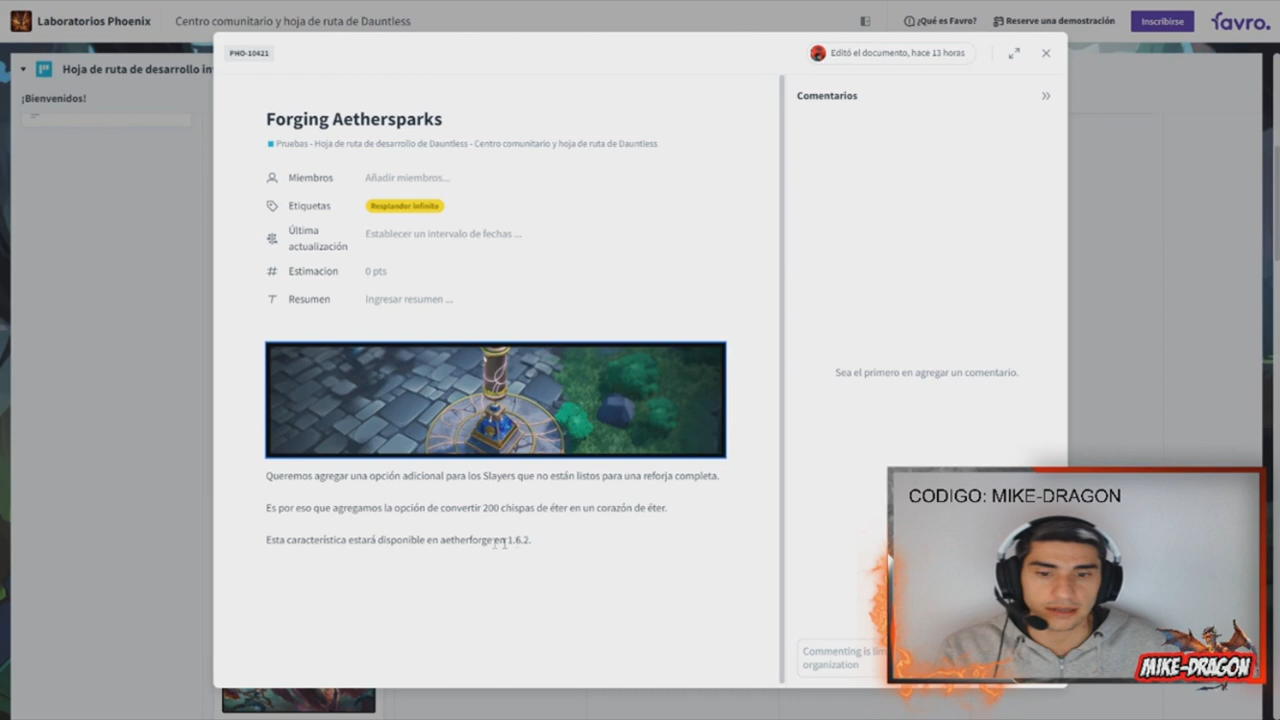 Laboratorios Phoenix
Centro comunitario y hoja de ruta de Dauntless
¿Qué es Favro?
Reserve una demostración
Inscribirse
favro.
Hoja de ruta de desarrollo in
¡Bienvenidos!
PHO-10421
Editó el documento, hace 13 horas
Forging Aethersparks
Pruebas - Hoja de ruta de desarrollo de Dauntless - Centro comunitario y hoja de ruta de Dauntless
Miembros
Añadir miembros...
Etiquetas
Resplandor infinito
Última
actualización
Establecer un intervalo de fechas ...
Estimacion
0 pts
Resumen
Ingresar resumen ...
Queremos agregar una opción adicional para los Slayers que no están listos para una reforja completa.
Es por eso que agregamos la opción de convertir 200 chispas de éter en un corazón de éter.
Esta característica estará disponible en aetherforge en 1.6.2.
Comentarios
Sea el primero en agregar un comentario.
Commenting is lim
organization
CODIGO: MIKE-DRAGON
MIKE-DRAGON